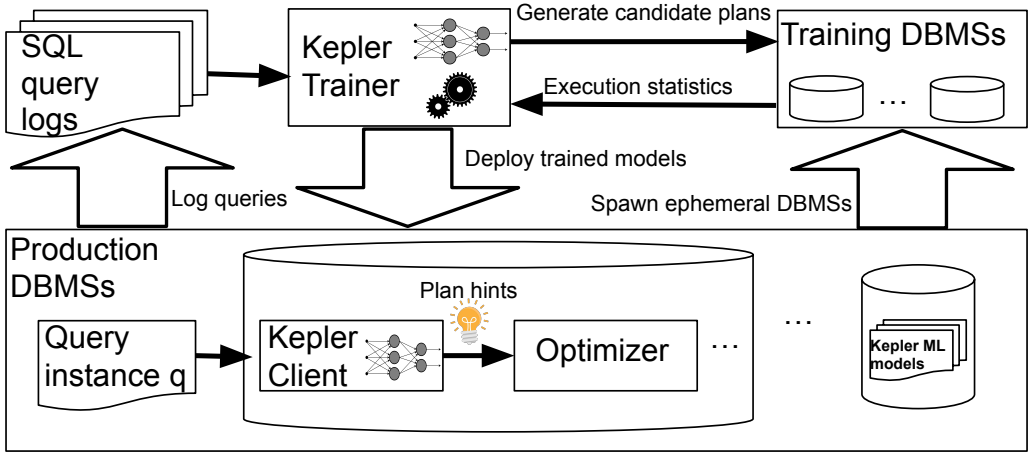 SQL
query
logs
Kepler
Trainer
Generate candidate plans
Execution statistics
Training DBMSs
...
Log queries
Deploy trained models
Spawn ephemeral DBMSs
Production
DBMSs
Query
instance q
Kepler
Client
Plan hints
Optimizer
...
...
Kepler ML
models